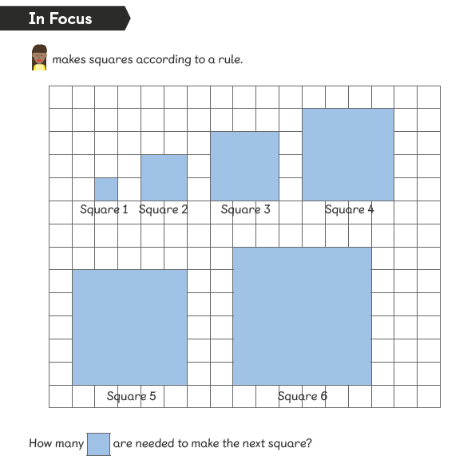 In Focus
makes squares according to a rule.
Square 1 Square 2 Square 3 Square 4
Square 5 Square 6
How many are needed to make the next square?